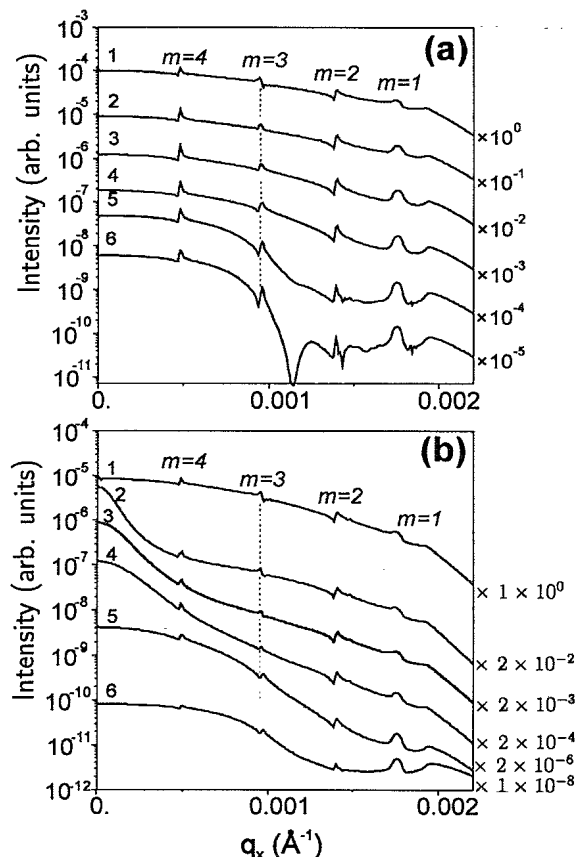 (a)
Intensity (arb. units)
10⁻³
10⁻⁴
10⁻⁵
10⁻⁶
10⁻⁷
10⁻⁸
10⁻⁹
10⁻¹⁰
10⁻¹¹
1
2
3
4
5
6
m=4
m=3
m=2
m=1
×10⁰
×10⁻¹
×10⁻²
×10⁻³
×10⁻⁴
×10⁻⁵
0.
0.001
0.002
(b)
Intensity (arb. units)
10⁻⁴
10⁻⁵
10⁻⁶
10⁻⁷
10⁻⁸
10⁻⁹
10⁻¹⁰
10⁻¹¹
10⁻¹²
1
2
3
4
5
6
m=4
m=3
m=2
m=1
× 1 × 10⁰
× 2 × 10⁻²
× 2 × 10⁻³
× 2 × 10⁻⁴
× 2 × 10⁻⁶
× 1 × 10⁻⁸
0.
0.001
0.002
qₓ (Å⁻¹)